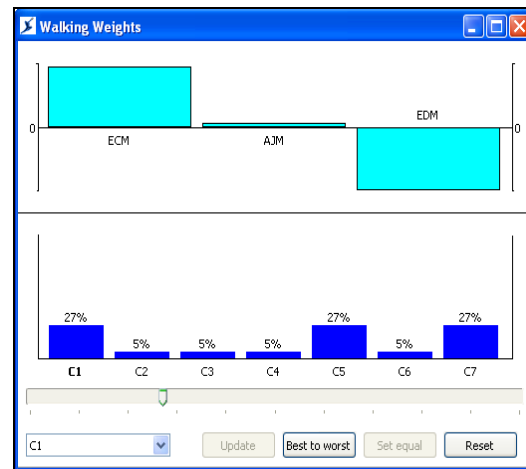 Walking Weights
EDM
0 0
ECM AJM
27% 5% 5% 5% 27% 5% 27%
C1 C2 C3 C4 C5 C6 C7
C1 Update Best to worst Set equal Reset